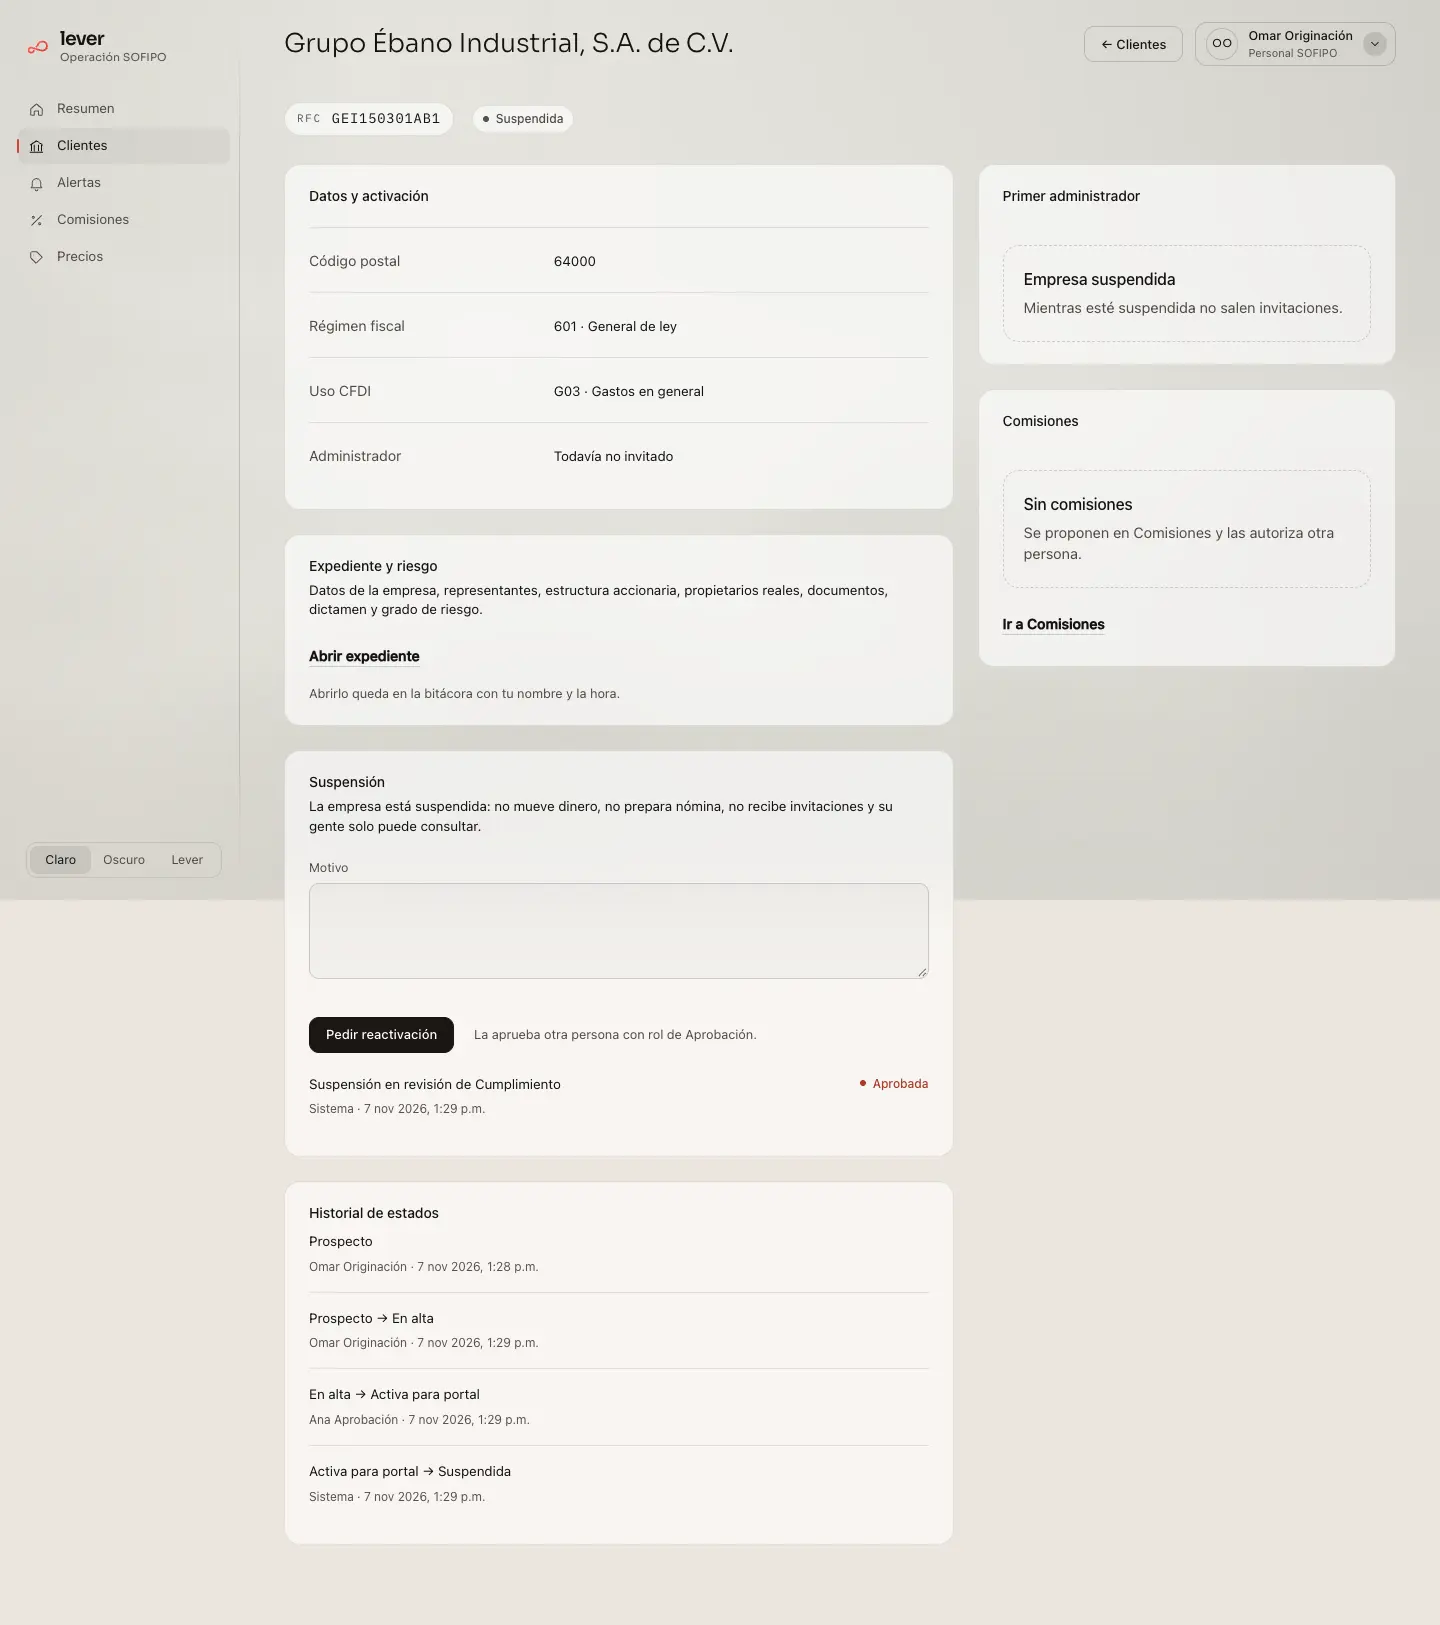 lever
Operación SOFIPO
Resumen
Clientes
Alertas
Comisiones
Precios
Claro
Oscuro
Lever
Grupo Ébano Industrial, S.A. de C.V.
← Clientes
OO
Omar Originación
Personal SOFIPO
RFC GEI150301AB1
Suspendida
Datos y activación
Código postal
64000
Régimen fiscal
601 · General de ley
Uso CFDI
G03 · Gastos en general
Administrador
Todavía no invitado
Expediente y riesgo
Datos de la empresa, representantes, estructura accionaria, propietarios reales, documentos,
dictamen y grado de riesgo.
Abrir expediente
Abrirlo queda en la bitácora con tu nombre y la hora.
Suspensión
La empresa está suspendida: no mueve dinero, no prepara nómina, no recibe invitaciones y su
gente solo puede consultar.
Motivo
Pedir reactivación
La aprueba otra persona con rol de Aprobación.
Suspensión en revisión de Cumplimiento
Aprobada
Sistema · 7 nov 2026, 1:29 p.m.
Historial de estados
Prospecto
Omar Originación · 7 nov 2026, 1:28 p.m.
Prospecto → En alta
Omar Originación · 7 nov 2026, 1:29 p.m.
En alta → Activa para portal
Ana Aprobación · 7 nov 2026, 1:29 p.m.
Activa para portal → Suspendida
Sistema · 7 nov 2026, 1:29 p.m.
Primer administrador
Empresa suspendida
Mientras esté suspendida no salen invitaciones.
Comisiones
Sin comisiones
Se proponen en Comisiones y las autoriza otra
persona.
Ir a Comisiones